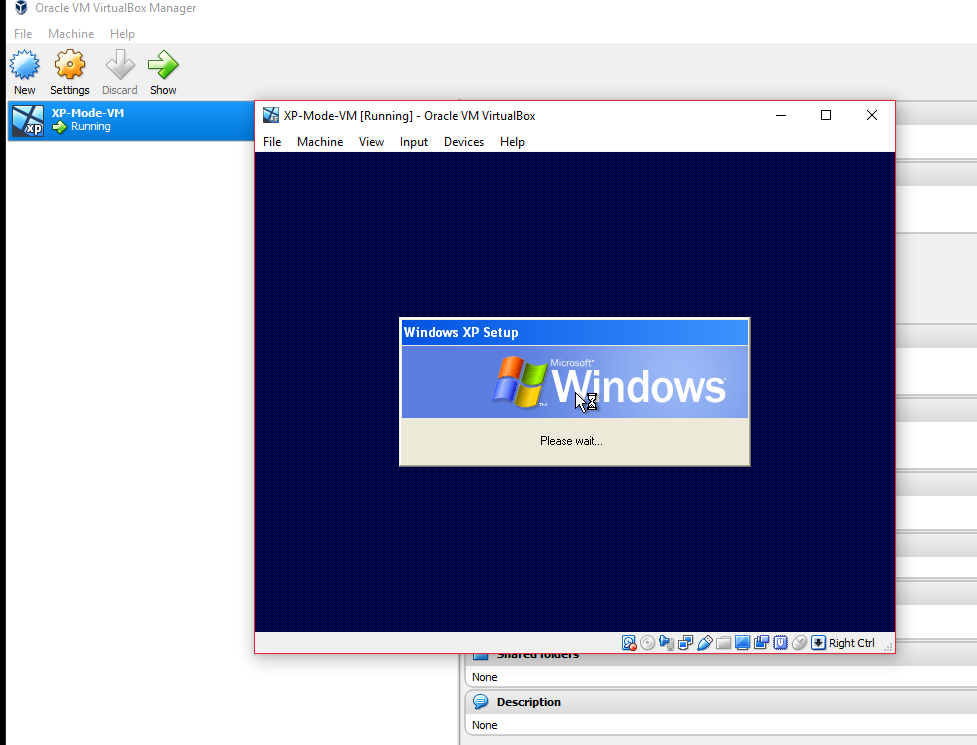 Oracle VM VirtualBox Manager
File Machine Help
New Settings Discard Show
XP-Mode-VM
Running
xp
XP-Mode-VM [Running] - Oracle VM VirtualBox
File Machine View Input Devices Help
Windows XP Setup
Microsoft®
Windows
Please wait...
Right Ctrl
Shared folders
None
Description
None